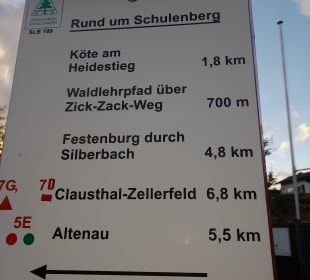 SLB 188
Rund um Schulenberg
Köte am
Heidestieg 1,8 km
Waldlehrpfad über
Zick-Zack-Weg 700 m
Festenburg durch
Silberbach 4,8 km
7G, 7D
Clausthal-Zellerfeld 6,8 km
5E
Altenau 5,5 km